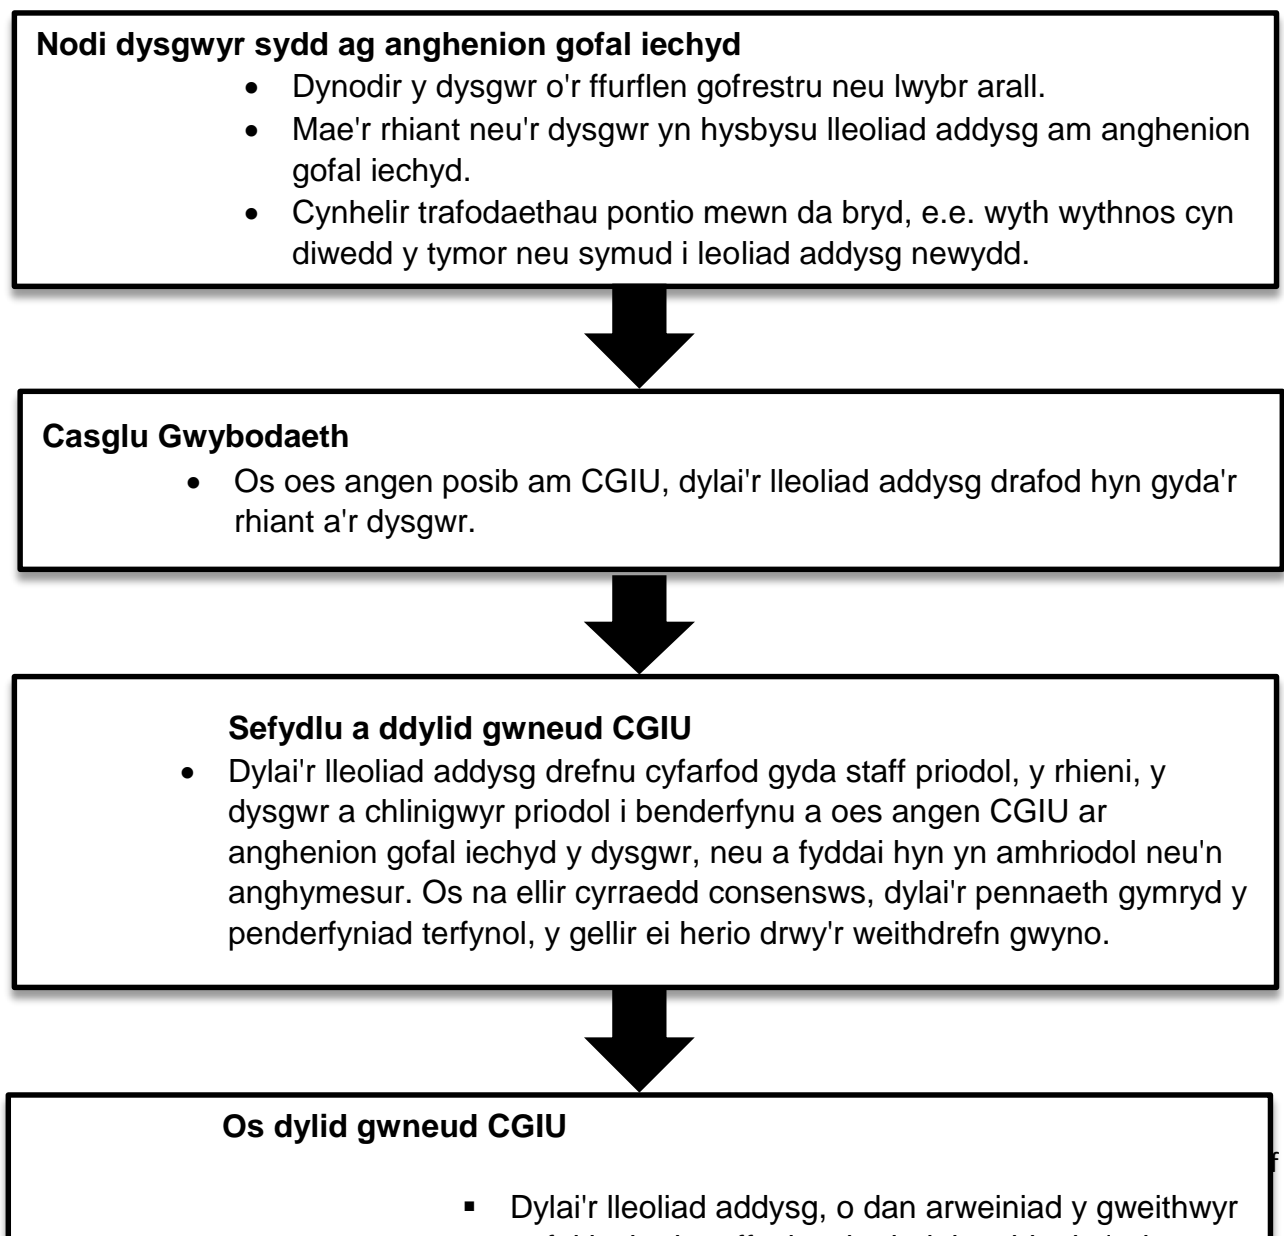 Nodi dysgwyr sydd ag anghenion gofal iechyd
• Dynodir y dysgwr o'r ffurflen gofrestru neu lwybr arall.
• Mae'r rhiant neu'r dysgwr yn hysbysu lleoliad addysg am anghenion
gofal iechyd.
• Cynhelir trafodaethau pontio mewn da bryd, e.e. wyth wythnos cyn
diwedd y tymor neu symud i leoliad addysg newydd.
Casglu Gwybodaeth
• Os oes angen posib am CGIU, dylai'r lleoliad addysg drafod hyn gyda'r
rhiant a'r dysgwr.
Sefydlu a ddylid gwneud CGIU
• Dylai'r lleoliad addysg drefnu cyfarfod gyda staff priodol, y rhieni, y
dysgwr a chlinigwyr priodol i benderfynu a oes angen CGIU ar
anghenion gofal iechyd y dysgwr, neu a fyddai hyn yn amhriodol neu'n
anghymesur. Os na ellir cyrraedd consensws, dylai'r pennaeth gymryd y
penderfyniad terfynol, y gellir ei herio drwy'r weithdrefn gwyno.
Os dylid gwneud CGIU
▪ Dylai'r lleoliad addysg, o dan arweiniad y gweithwyr